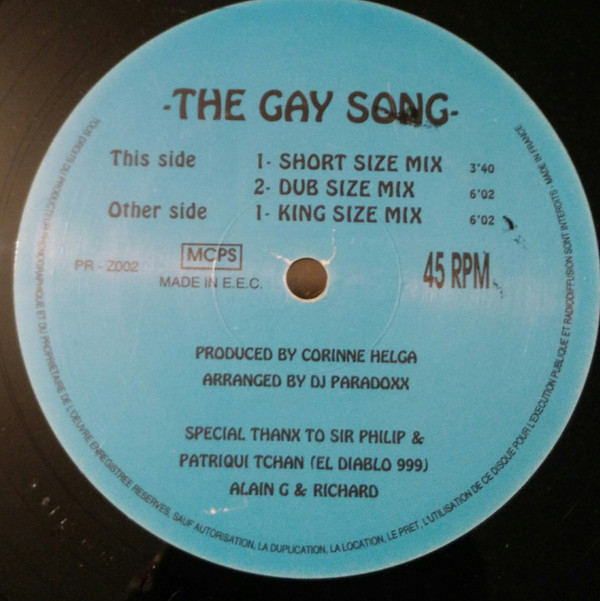 -THE GAY SONG-
This side 1- SHORT SIZE MIX 3'40
2- DUB SIZE MIX 6'02
Other side 1- KING SIZE MIX 6'02
PR - Z002 MCPS 45 RPM
MADE IN E.E.C.
PRODUCED BY CORINNE HELGA
ARRANGED BY DJ PARADOXX
SPECIAL THANX TO SIR PHILIP &
PATRIQUI TCHAN (EL DIABLO 999)
ALAIN G & RICHARD
TOUS DROITS DU PRODUCTEUR PHONOGRAPHIQUE ET DU PROPRIETAIRE DE L'OEUVRE ENREGISTREE RESERVES, SAUF AUTORISATION, LA DUPLICATION, LA LOCATION, LE PRET, L'UTILISATION DE CE DISQUE POUR L'EXECUTION PUBLIQUE ET RADIODIFFUSION SONT INTERDITS MADE IN FRANCE